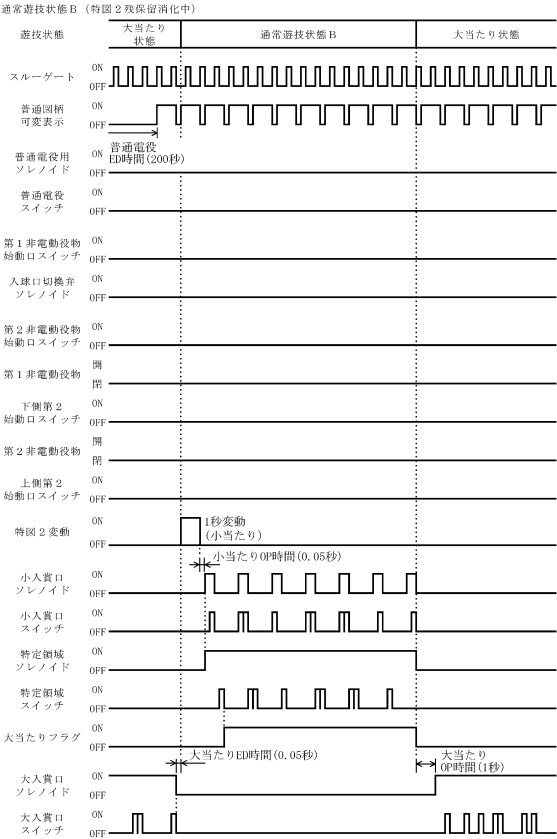 通常遊技状態B（特図２残保留消化中）
遊技状態
大当たり
状態
通常遊技状態B
大当たり状態
スルーゲート
ON
OFF
普通図柄
可変表示
ON
OFF
普通電役
ED時間(200秒)
普通電役用
ソレノイド
ON
OFF
普通電役
スイッチ
ON
OFF
第１非電動役物
始動口スイッチ
ON
OFF
入球口切換弁
ソレノイド
ON
OFF
第２非電動役物
始動口スイッチ
ON
OFF
第１非電動役物
開
閉
下側第２
始動口スイッチ
ON
OFF
第２非電動役物
開
閉
上側第２
始動口スイッチ
ON
OFF
特図２変動
ON
OFF
1秒変動
(小当たり)
小当たりOP時間(0.05秒)
小入賞口
ソレノイド
ON
OFF
小入賞口
スイッチ
ON
OFF
特定領域
ソレノイド
ON
OFF
特定領域
スイッチ
ON
OFF
大当たりフラグ
ON
OFF
大当たりED時間(0.05秒)
大当たり
OP時間(1秒)
大入賞口
ソレノイド
ON
OFF
大入賞口
スイッチ
ON
OFF